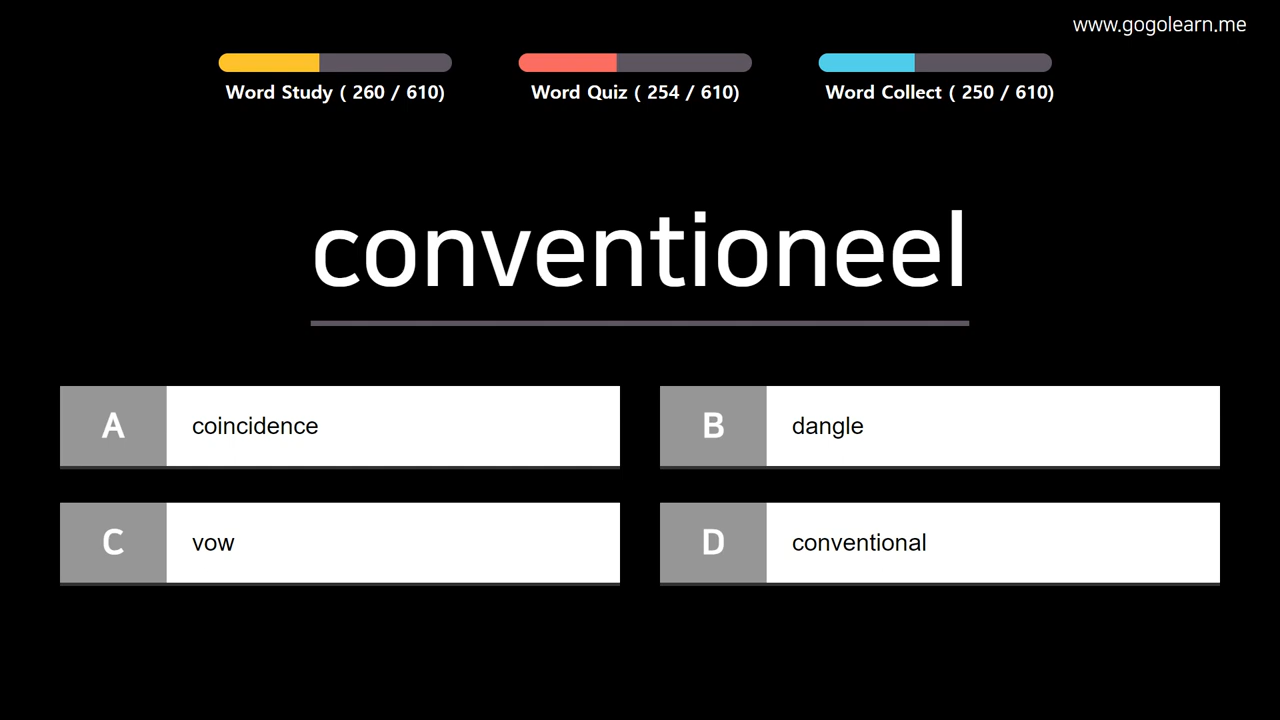 www.gogolearn.me
Word Study ( 260 / 610)
Word Quiz ( 254 / 610)
Word Collect ( 250 / 610)
conventioneel
A coincidence
B dangle
C vow
D conventional